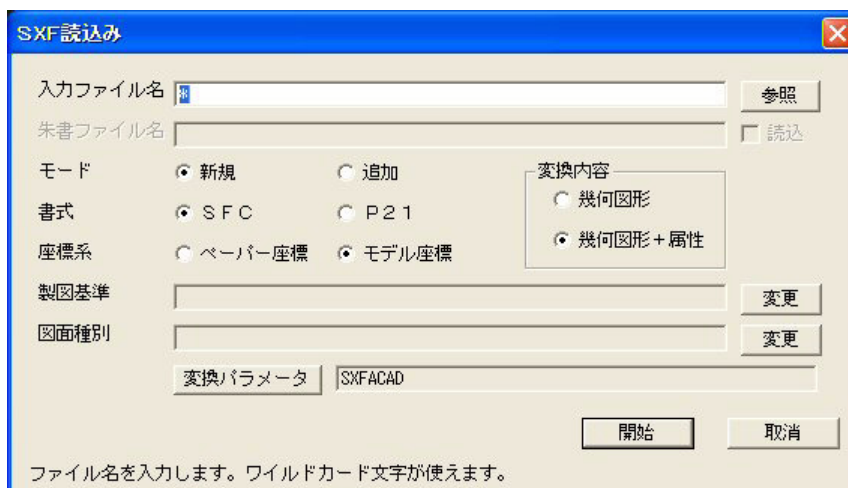 SXF読込み
入力ファイル名 * 参照
朱書ファイル名 読込
モード 新規 追加 変換内容
幾何図形
書式 ＳＦＣ Ｐ２１
幾何図形＋属性
座標系 ペーパー座標 モデル座標
製図基準 変更
図面種別 変更
変換パラメータ SXFACAD
開始 取消
ファイル名を入力します。ワイルドカード文字が使えます。